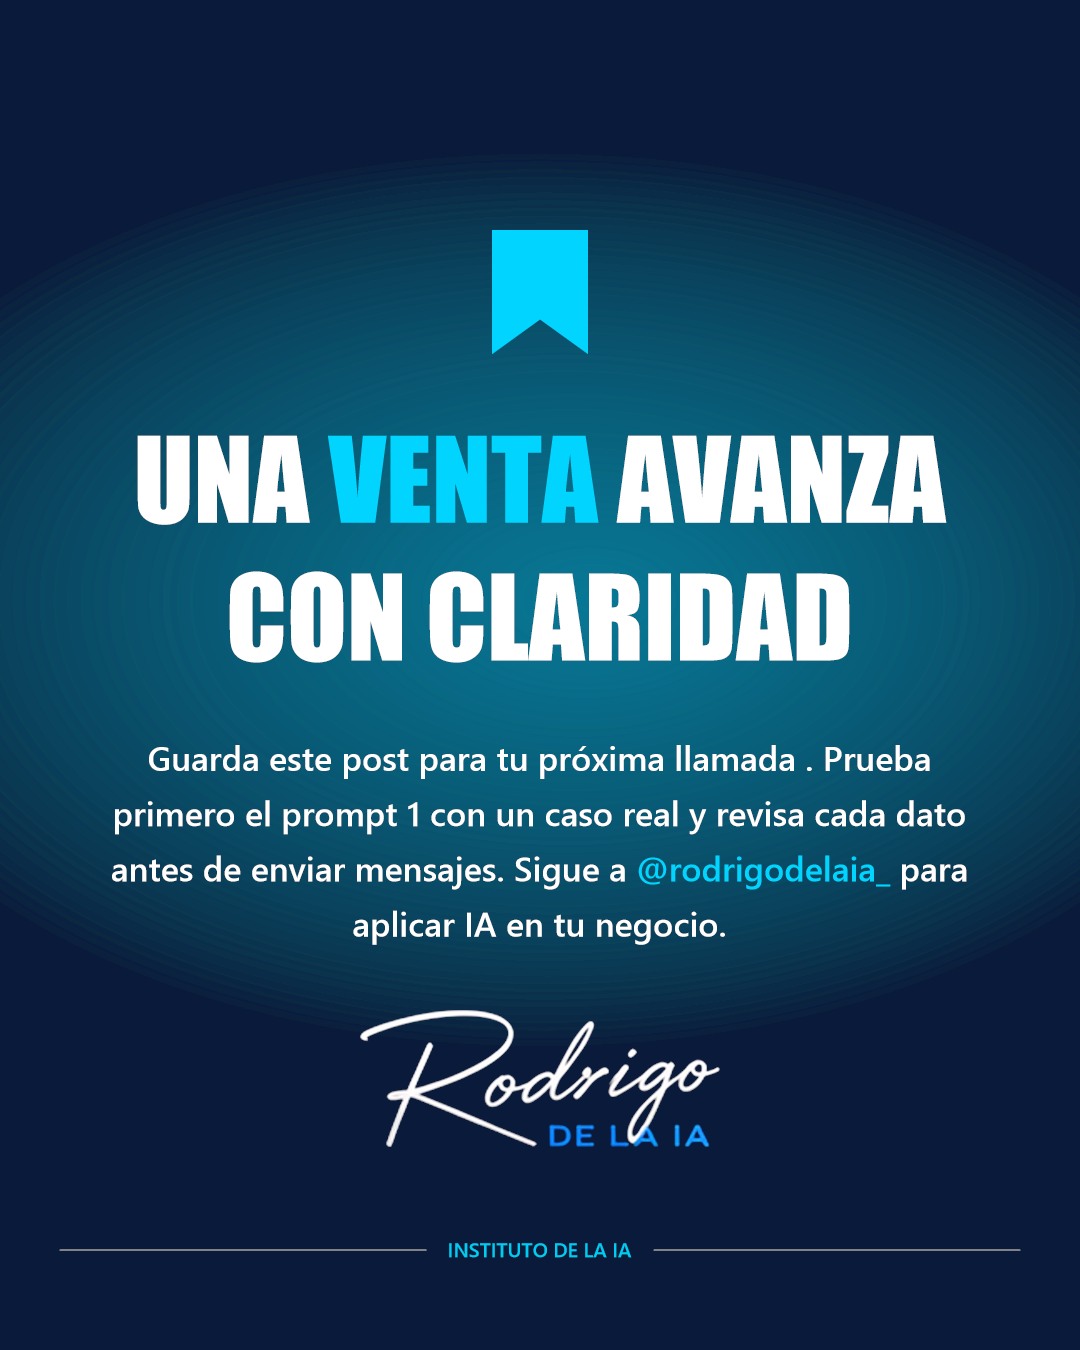 UNA VENTA AVANZA
CON CLARIDAD
Guarda este post para tu próxima llamada . Prueba
primero el prompt 1 con un caso real y revisa cada dato
antes de enviar mensajes. Sigue a @rodrigodelaia_ para
aplicar IA en tu negocio.
Rodrigo
DE LA IA
INSTITUTO DE LA IA